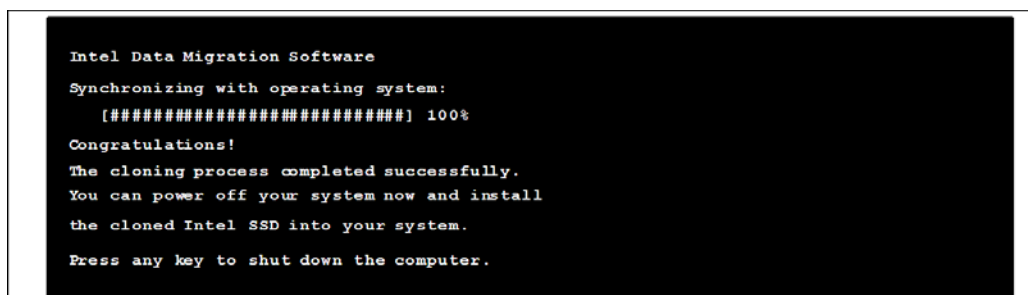 Intel Data Migration Software
Synchronizing with operating system:
[###########################] 100%
Congratulations!
The cloning process completed successfully.
You can power off your system now and install
the cloned Intel SSD into your system.
Press any key to shut down the computer.